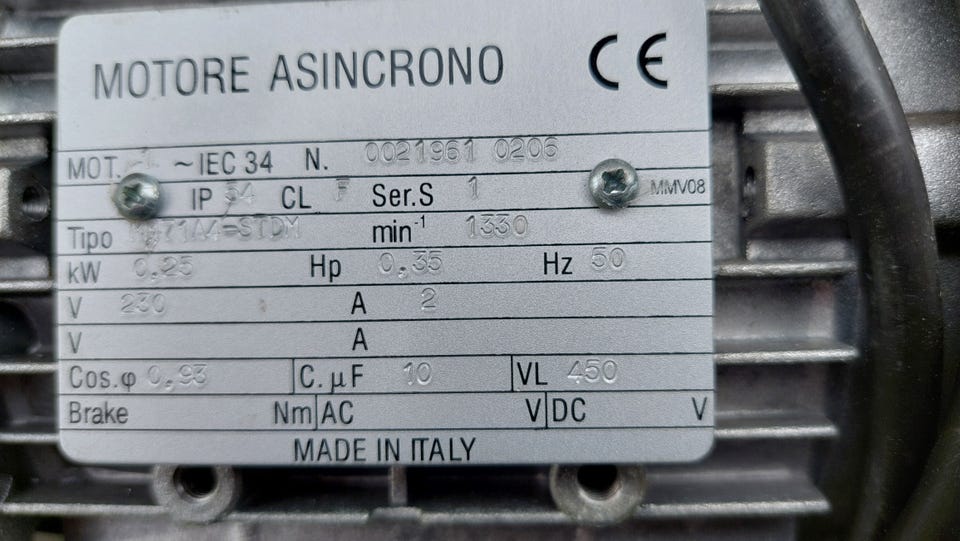 MOTORE ASINCRONO CE
MOT. 1 ~ IEC 34 N. 0021961 0206
IP 54 CL F Ser.S 1 MMV08
Tipo min⁻¹ 1330
kW 0,25 Hp 0,35 Hz 50
V 230 A 2
V A
Cos.φ 0,93 C.µF 10 VL 450
Brake Nm AC V DC V
MADE IN ITALY